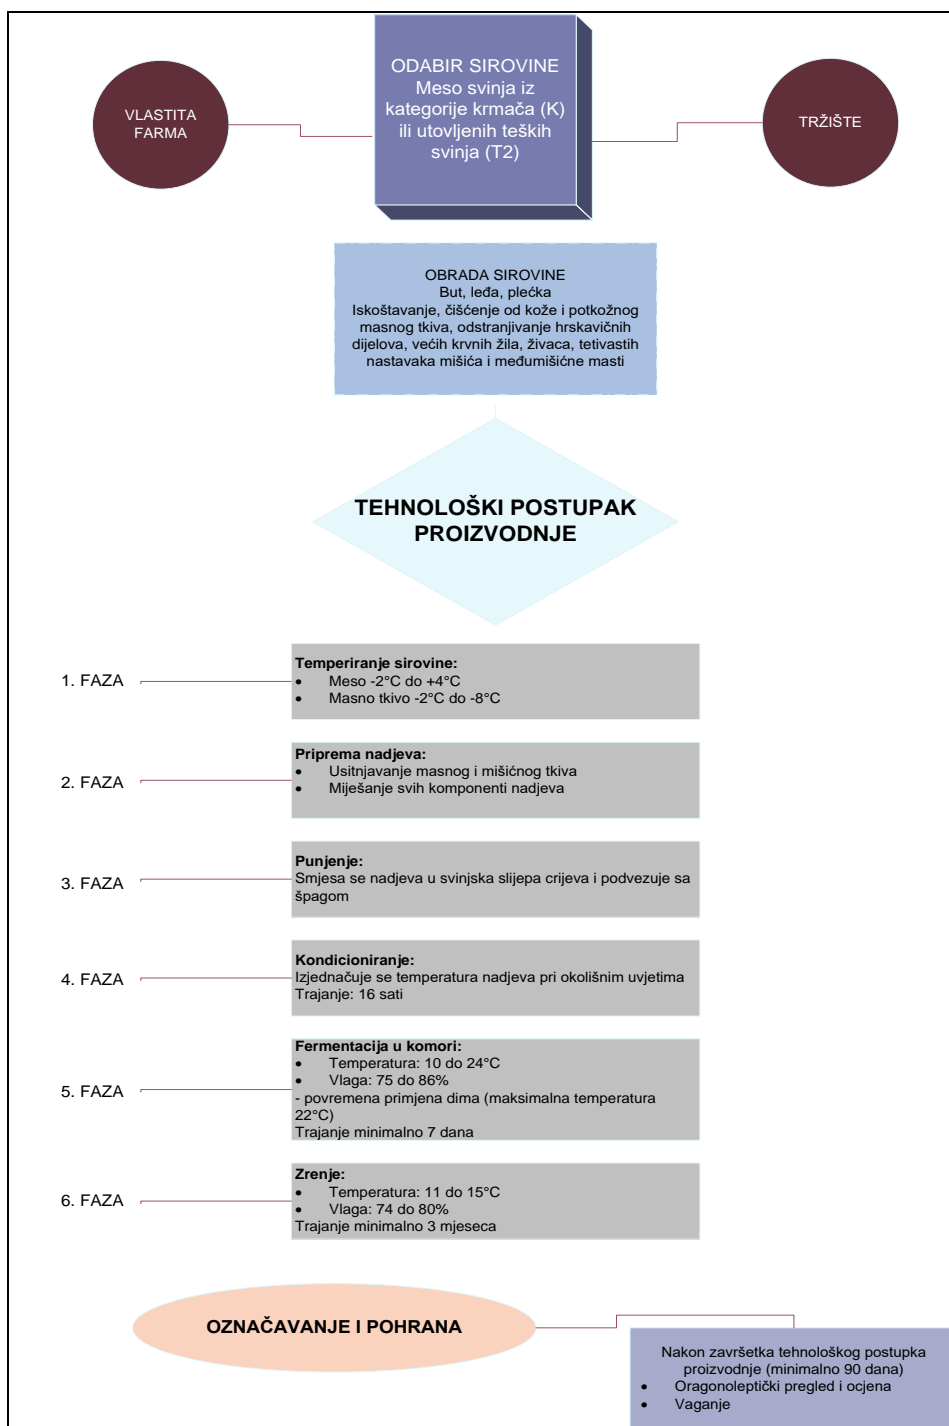 ODABIR SIROVINE
Meso svinja iz
kategorije krmača (K)
ili utovljenih teških
svinja (T2)
VLASTITA
FARMA
TRŽIŠTE
OBRADA SIROVINE
But, leđa, plećka
Iskoštavanje, čišćenje od kože i potkožnog
masnog tkiva, odstranjivanje hrskavičnih
dijelova, većih krvnih žila, živaca, tetivastih
nastavaka mišića i međumišićne masti
TEHNOLOŠKI POSTUPAK
PROIZVODNJE
1. FAZA
Temperiranje sirovine:
• Meso -2°C do +4°C
• Masno tkivo -2°C do -8°C
2. FAZA
Priprema nadjeva:
• Usitnjavanje masnog i mišićnog tkiva
• Miješanje svih komponenti nadjeva
3. FAZA
Punjenje:
Smjesa se nadjeva u svinjska slijepa crijeva i podvezuje sa
špagom
4. FAZA
Kondicioniranje:
Izjednačuje se temperatura nadjeva pri okolišnim uvjetima
Trajanje: 16 sati
5. FAZA
Fermentacija u komori:
• Temperatura: 10 do 24°C
• Vlaga: 75 do 86%
- povremena primjena dima (maksimalna temperatura
22°C)
Trajanje minimalno 7 dana
6. FAZA
Zrenje:
• Temperatura: 11 do 15°C
• Vlaga: 74 do 80%
Trajanje minimalno 3 mjeseca
OZNAČAVANJE I POHRANA
Nakon završetka tehnološkog postupka
proizvodnje (minimalno 90 dana)
• Oragonoleptički pregled i ocjena
• Vaganje